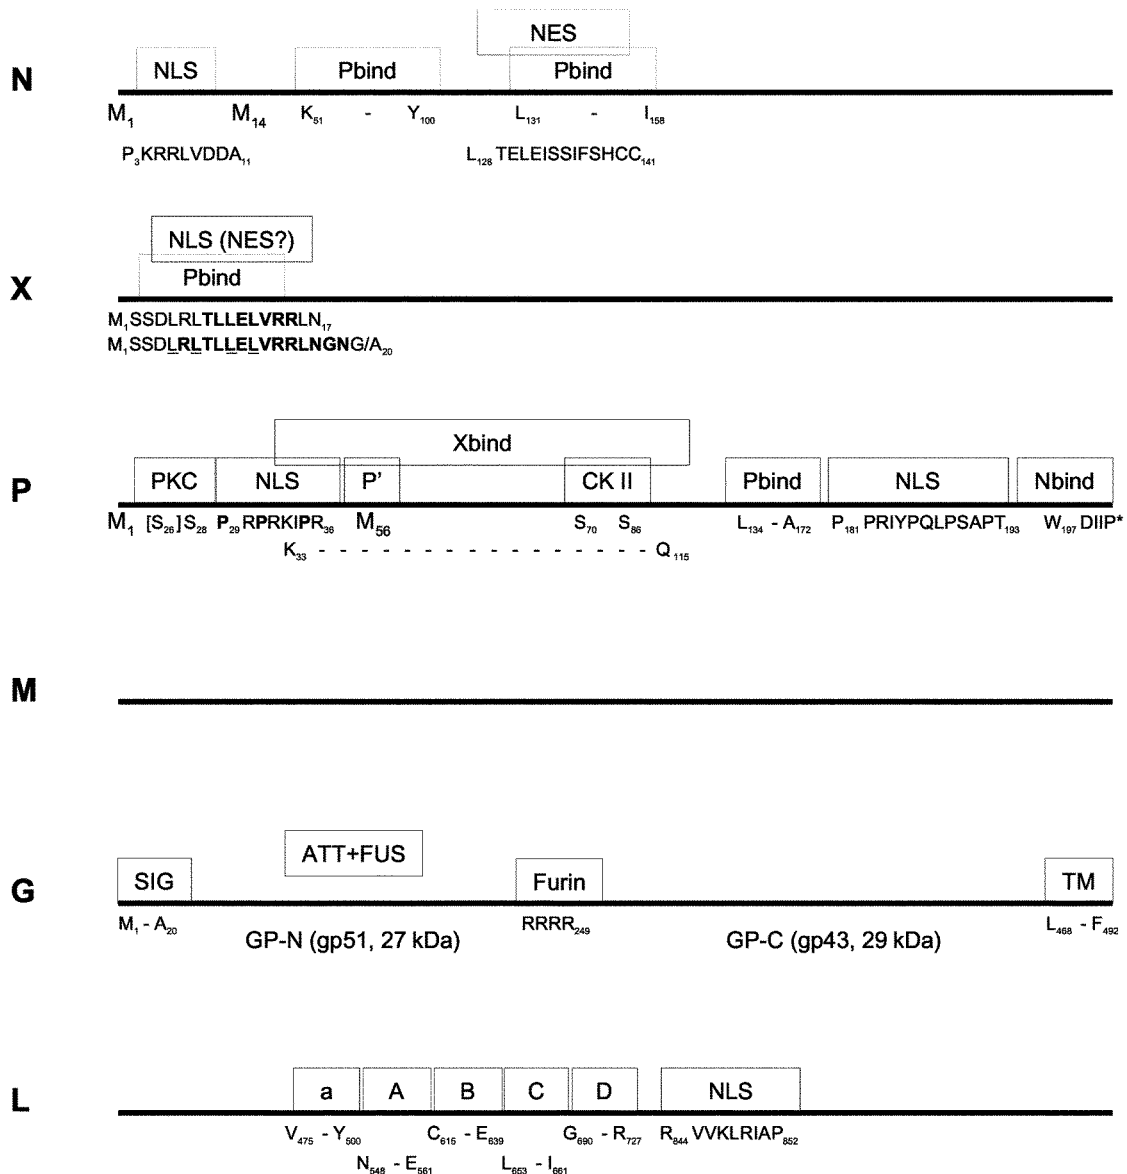 NES
N NLS Pbind Pbind
M1 M14 K51 - Y100 L131 - I158
P3KRRLVDDA11 L128TELEISSIFSHCC141
NLS (NES?)
X Pbind
M1SSDLRLTLLELVRRLN17
M1SSDLRLTLLELVRRLNGNG/A20
Xbind
P PKC NLS P' CK II Pbind NLS Nbind
M1 [S26]S28 P29RPRKIPR36 M56 S70 S86 L134 - A172 P181PRIYPQLPSAPT193 W197DIIP*
K33 - - - - - - - - - - - - - - - Q115
M
ATT+FUS
G SIG Furin TM
M1 - A20 RRRR249 L468 - F492
GP-N (gp51, 27 kDa) GP-C (gp43, 29 kDa)
L a A B C D NLS
V475 - Y500 C615 - E639 G690 - R727 R844VVKLRIAP852
N548 - E561 L653 - I661